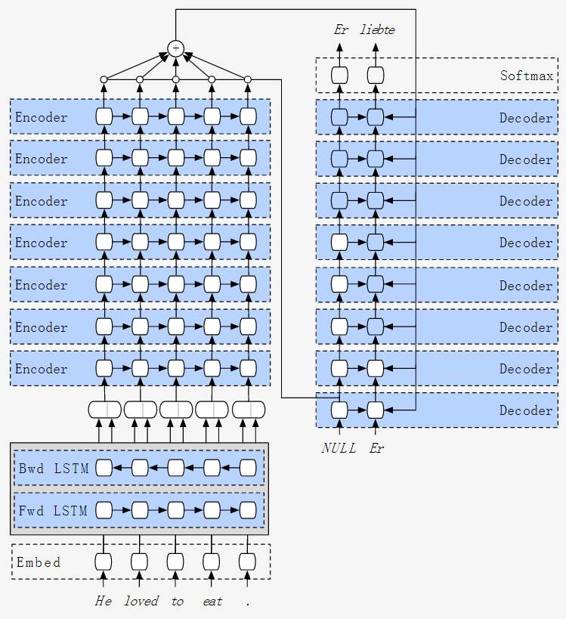 Er liebte
Softmax
Encoder
Encoder
Encoder
Encoder
Encoder
Encoder
Encoder
Decoder
Decoder
Decoder
Decoder
Decoder
Decoder
Decoder
Decoder
NULL Er
Bwd LSTM
Fwd LSTM
Embed
He loved to eat .